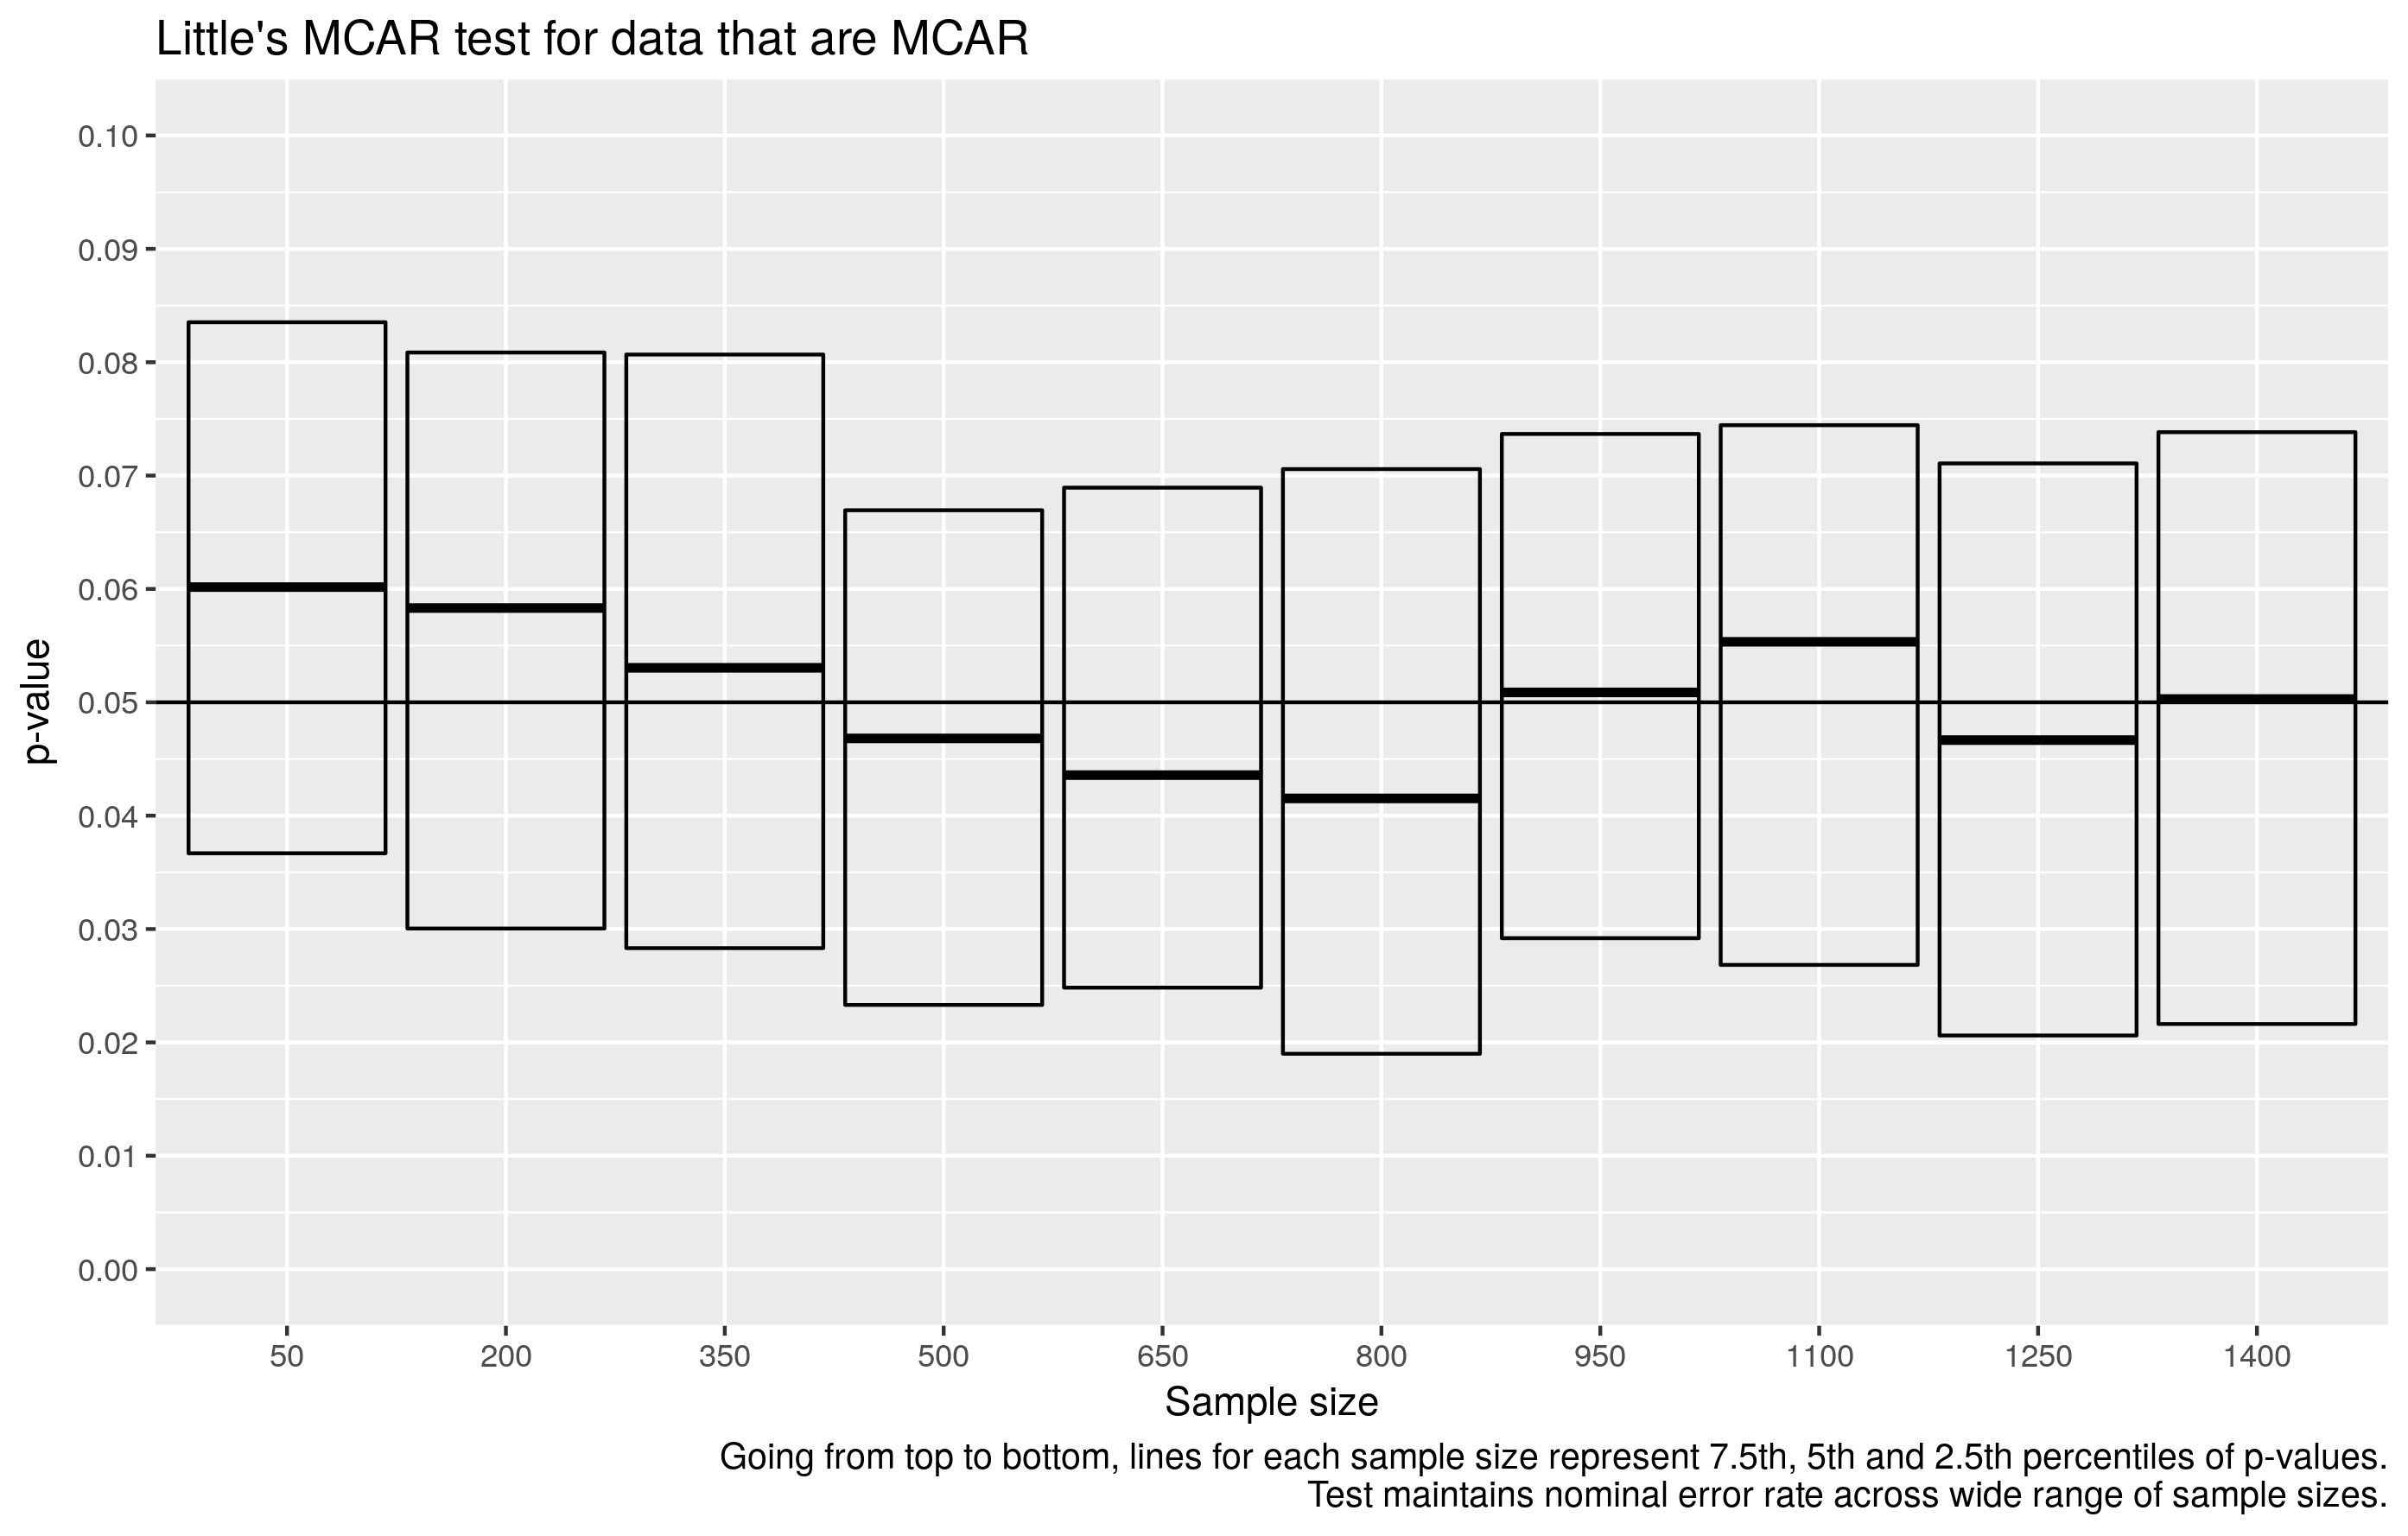 Little's MCAR test for data that are MCAR
p-value
0.10
0.09
0.08
0.07
0.06
0.05
0.04
0.03
0.02
0.01
0.00
50 200 350 500 650 800 950 1100 1250 1400
Sample size
Going from top to bottom, lines for each sample size represent 7.5th, 5th and 2.5th percentiles of p-values.
Test maintains nominal error rate across wide range of sample sizes.